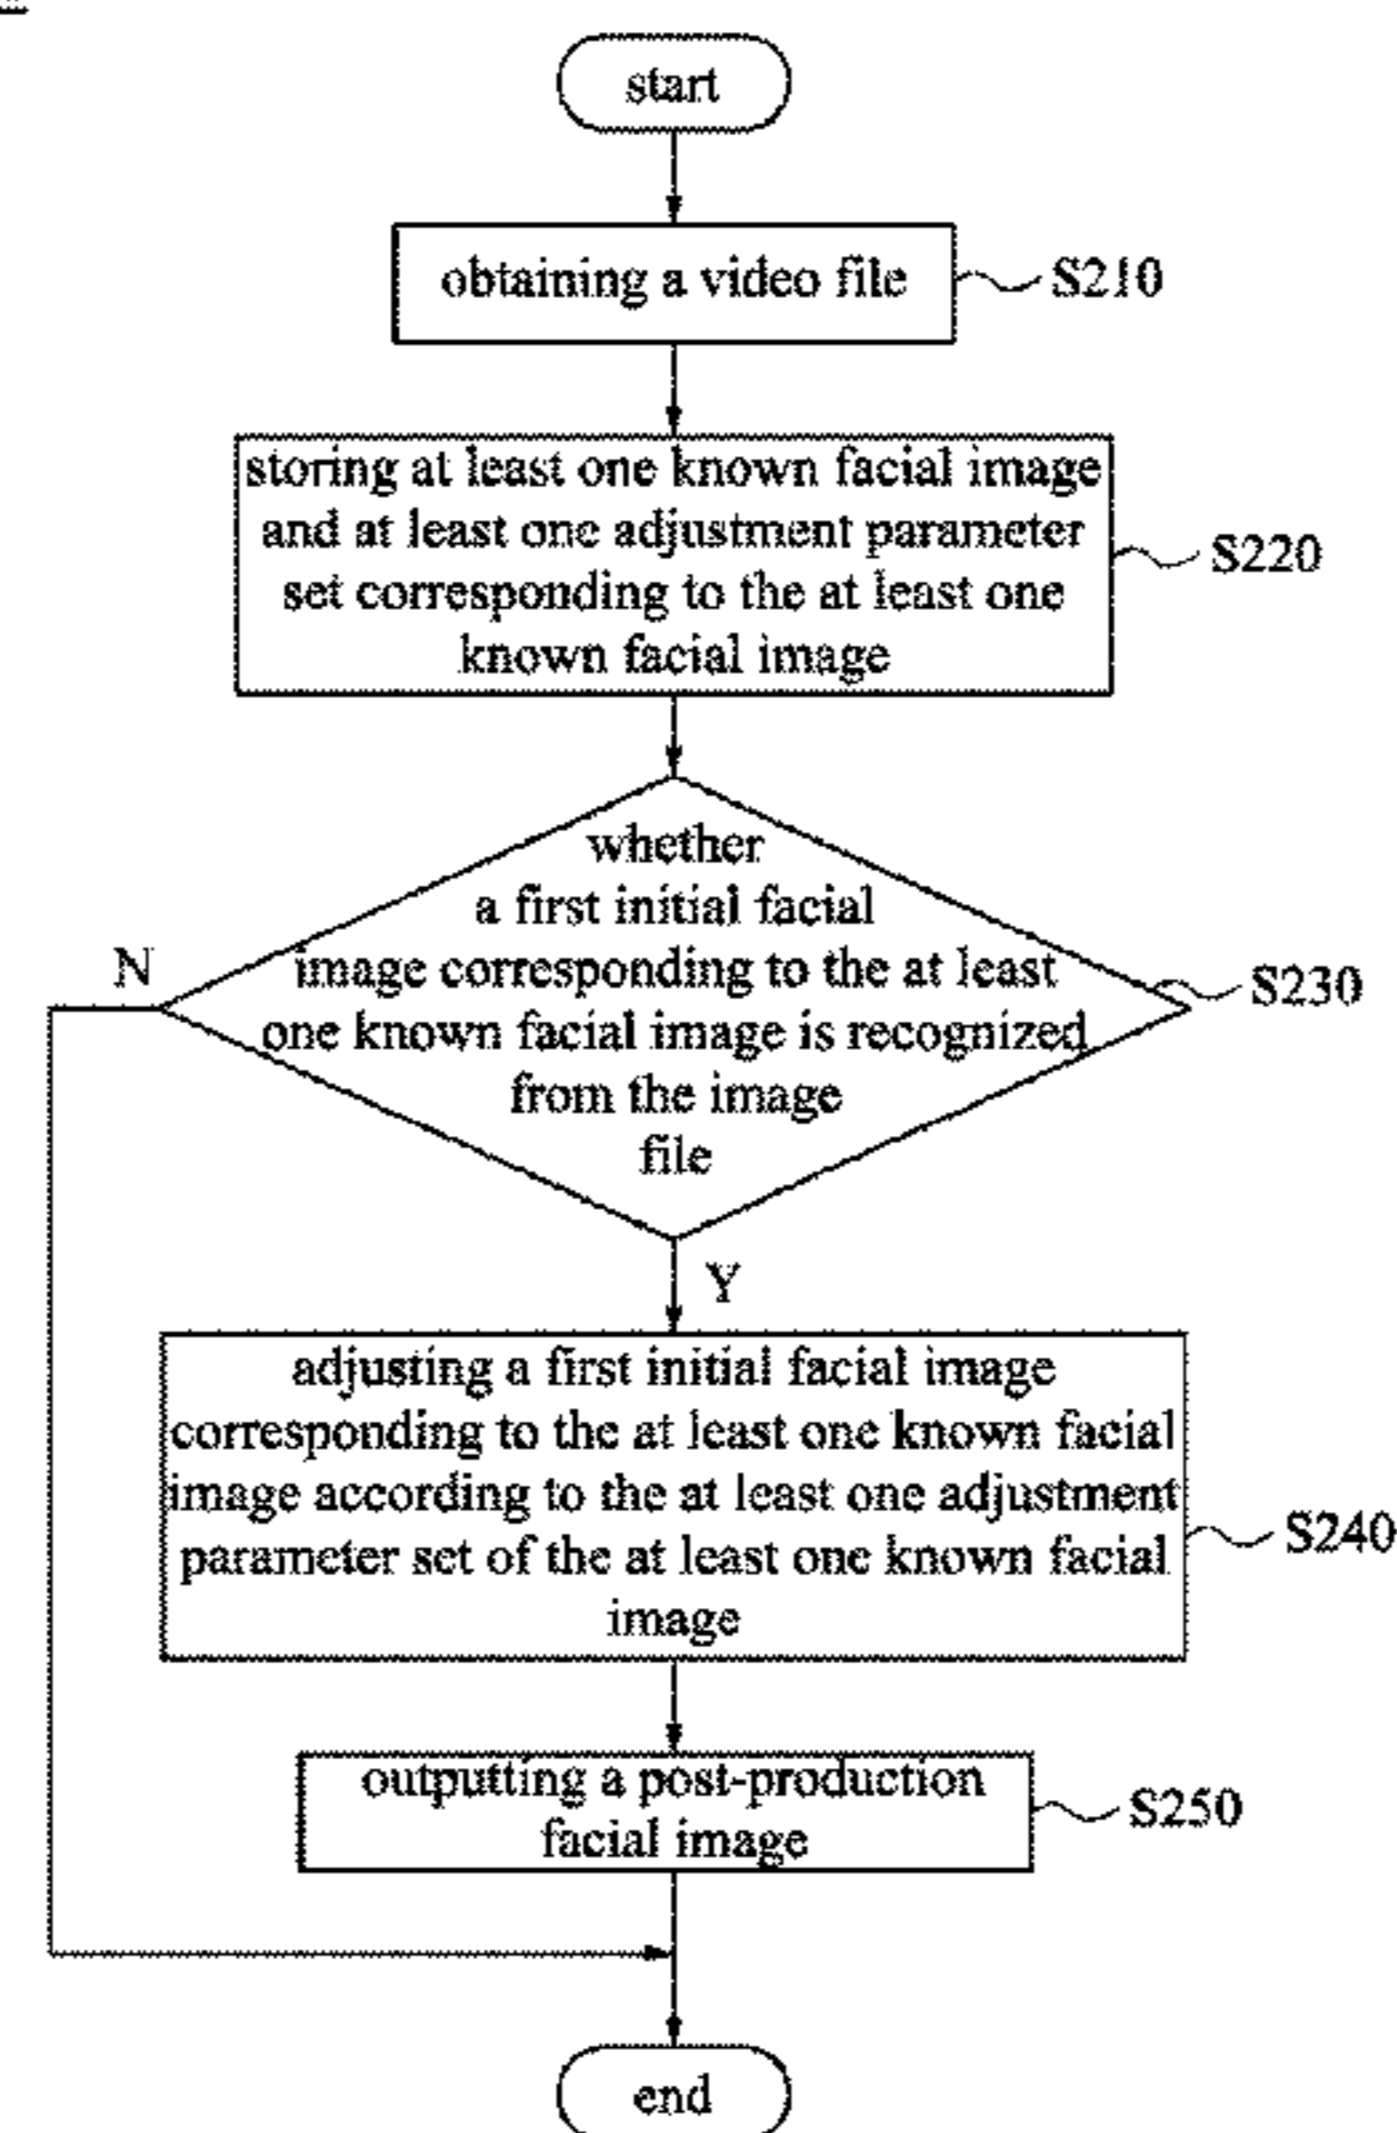 start
obtaining a video file
S210
storing at least one known facial image
and at least one adjustment parameter
set corresponding to the at least one
known facial image
S220
whether
a first initial facial
image corresponding to the at least
one known facial image is recognized
from the image
file
S230
N
Y
adjusting a first initial facial image
corresponding to the at least one known facial
image according to the at least one adjustment
parameter set of the at least one known facial
image
S240
outputting a post-production
facial image
S250
end